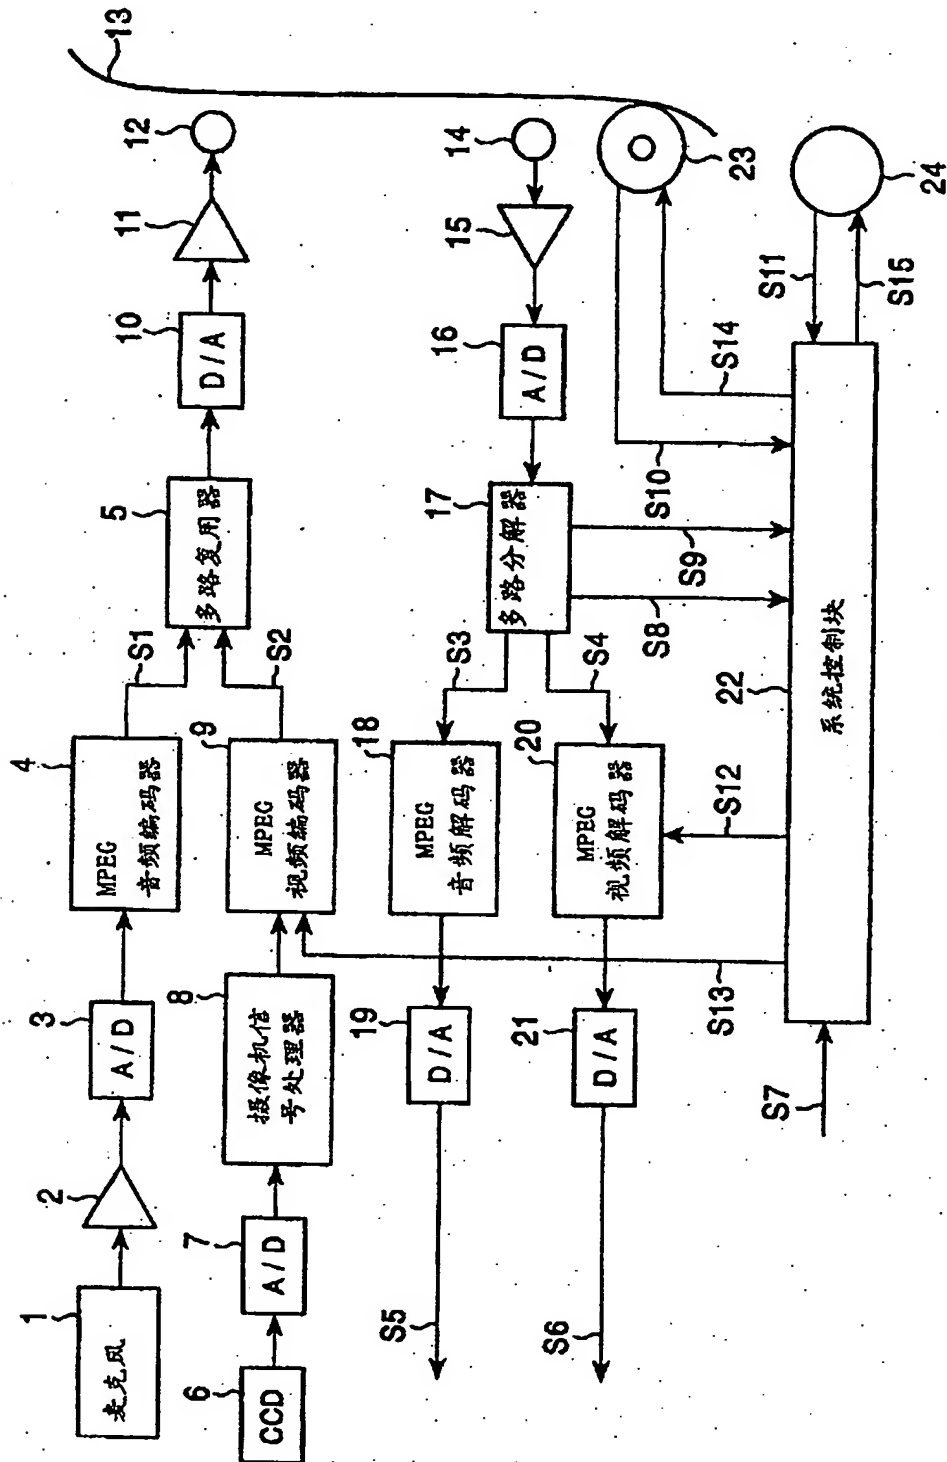 1
麦克风
2
3
A/D
4
MPEG
音频编码器
S1
5
多路复用器
10
D/A
11
12
13
6
CCD
7
A/D
8
摄像机信
号处理器
9
MPEG
视频编码器
S2
S5
19
D/A
18
MPEG
音频解码器
S3
17
多路分解器
16
A/D
15
14
S6
21
D/A
20
MPEG
视频解码器
S4
23
S7
S13
S12
22
系统控制块
S8
S9
S10
S14
S11
S15
24